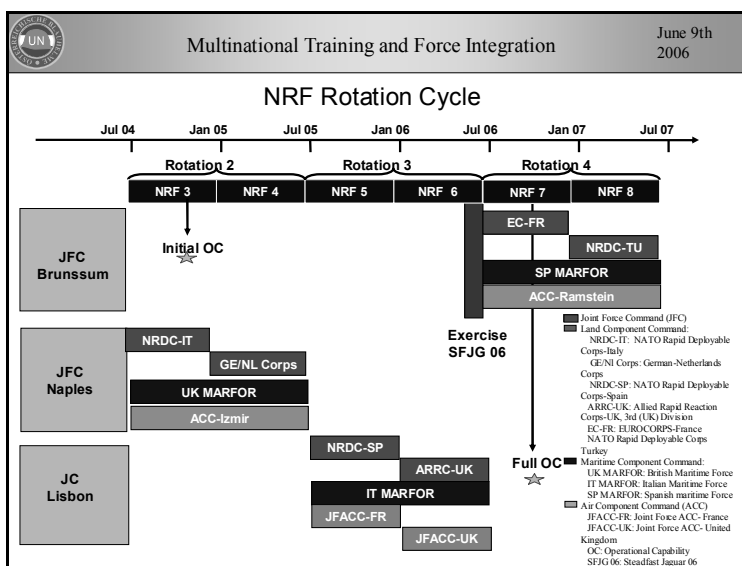 UN
Multinational Training and Force Integration
June 9th
2006
NRF Rotation Cycle
Jul 04
Jan 05
Jul 05
Jan 06
Jul 06
Jan 07
Jul 07
Rotation 2
Rotation 3
Rotation 4
NRF 3
NRF 4
NRF 5
NRF 6
NRF 7
NRF 8
JFC
Brunssum
Initial OC
EC-FR
NRDC-TU
SP MARFOR
ACC-Ramstein
Exercise
SFJG 06
JFC
Naples
NRDC-IT
GE/NL Corps
UK MARFOR
ACC-Izmir
JC
Lisbon
NRDC-SP
ARRC-UK
IT MARFOR
JFACC-FR
JFACC-UK
Full OC
Joint Force Command (JFC)
Land Component Command:
NRDC-IT: NATO Rapid Deployable
Corps-Italy
GE/NL Corps: German-Netherlands
Corps
NRDC-SP: NATO Rapid Deployable
Corps-Spain
ARRC-UK: Allied Rapid Reaction
Corps-UK, 3rd (UK) Division
EC-FR: EUROCORPS-France
NATO Rapid Deployable Corps
Turkey
Maritime Component Command:
UK MARFOR: British Maritime Force
IT MARFOR: Italian Maritime Force
SP MARFOR: Spanish maritime Force
Air Component Command (ACC)
JFACC-FR: Joint Force ACC- France
JFACC-UK: Joint Force ACC- United
Kingdom
OC: Operational Capability
SFJG 06: Steadfast Jaguar 06